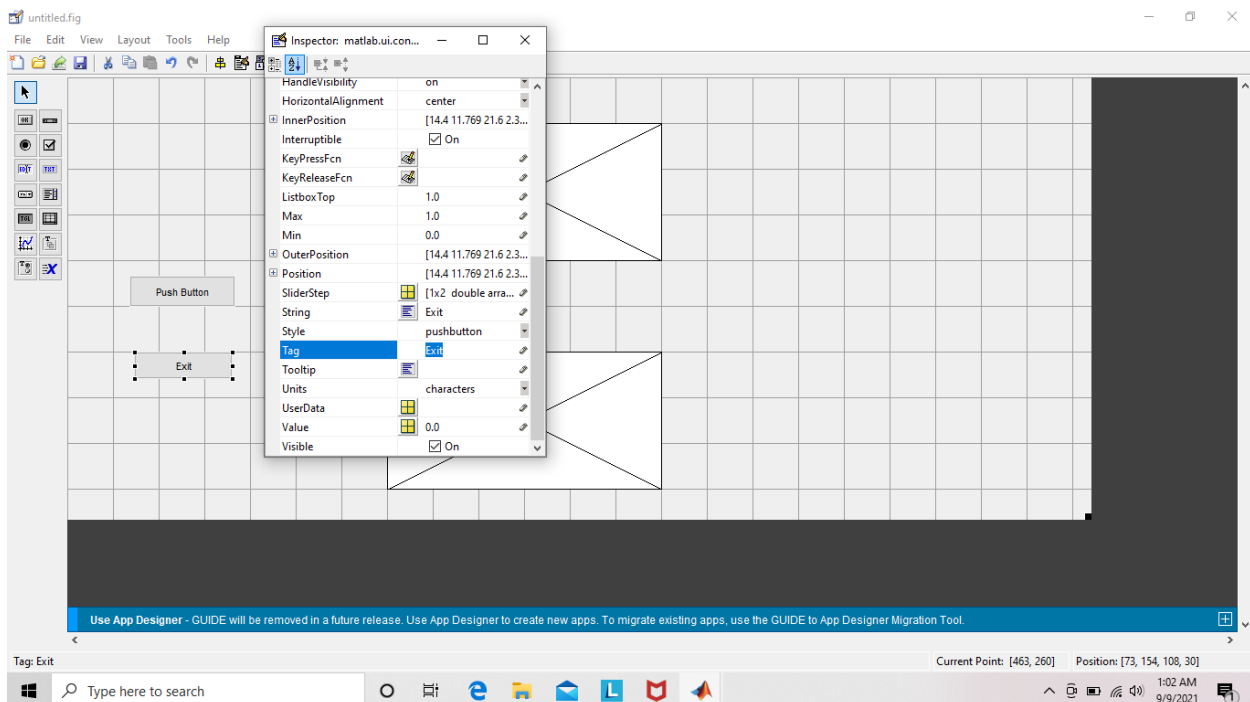 untitled.fig
File Edit View Layout Tools Help
Inspector: matlab.ui.con...
HandleVisibility on
HorizontalAlignment center
InnerPosition [14.4 11.769 21.6 2.3...
Interruptible On
KeyPressFcn
KeyReleaseFcn
ListboxTop 1.0
Max 1.0
Min 0.0
OuterPosition [14.4 11.769 21.6 2.3...
Position [14.4 11.769 21.6 2.3...
SliderStep [1x2 double arra...
String Exit
Style pushbutton
Tag Exit
Tooltip
Units characters
UserData
Value 0.0
Visible On
OK
EDIT TXT
TGL
Push Button
Exit
Use App Designer - GUIDE will be removed in a future release. Use App Designer to create new apps. To migrate existing apps, use the GUIDE to App Designer Migration Tool.
Tag: Exit Current Point: [463, 260] Position: [73, 154, 108, 30]
Type here to search
L
1:02 AM
9/9/2021